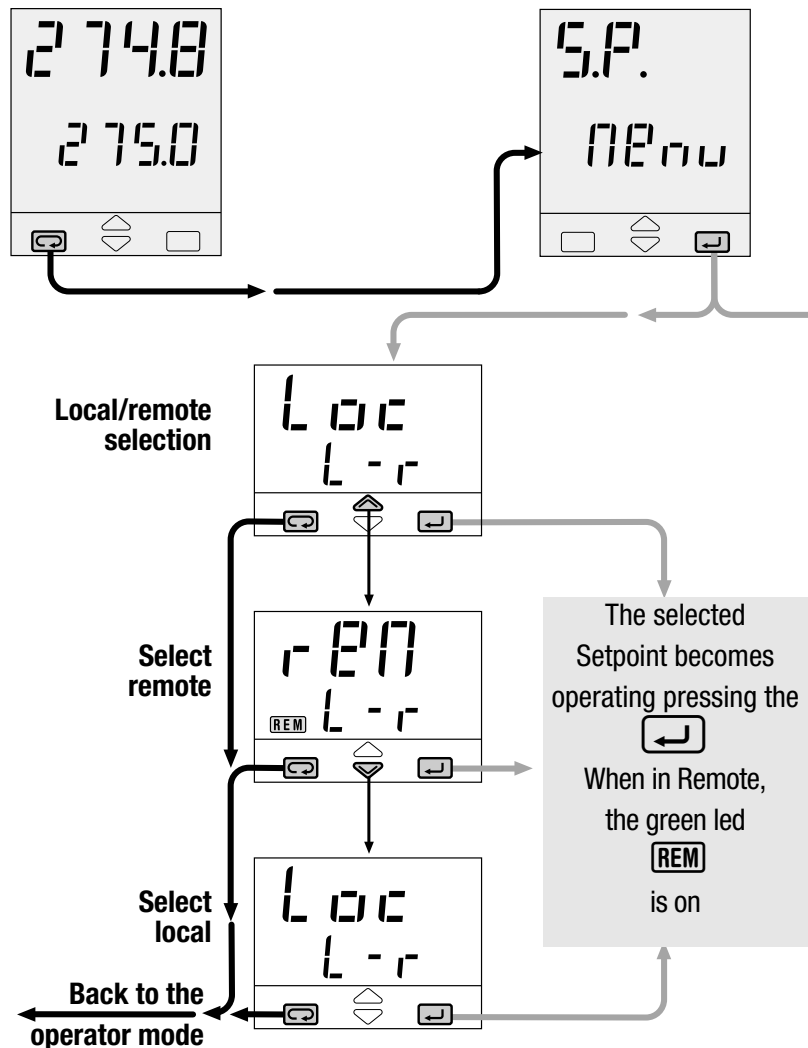 274.8
275.0
S.P.
MEnu
Local/remote
selection
Loc
L-r
Select
remote
rEM
REM L-r
The selected
Setpoint becomes
operating pressing the
When in Remote,
the green led
REM
is on
Select
local
Loc
L-r
Back to the
operator mode